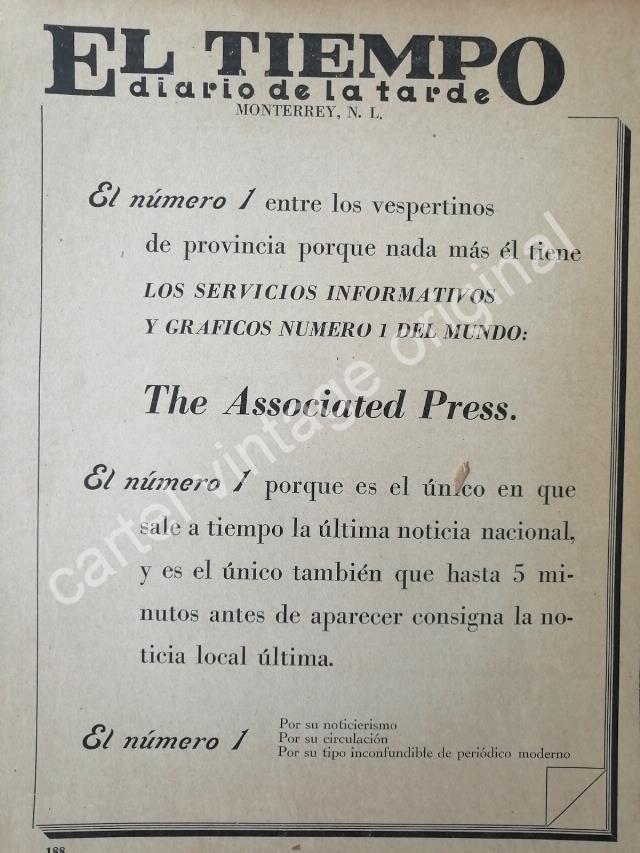 EL TIEMPO
diario de la tarde
MONTERREY, N. L.
El número 1 entre los vespertinos
de provincia porque nada más él tiene
LOS SERVICIOS INFORMATIVOS
Y GRAFICOS NUMERO 1 DEL MUNDO:
The Associated Press.
El número 1 porque es el único en que
sale a tiempo la última noticia nacional,
y es el único también que hasta 5 mi-
nutos antes de aparecer consigna la no-
ticia local última.
El número 1
Por su noticierismo
Por su circulación
Por su tipo inconfundible de periódico moderno
188
cartel vintage original